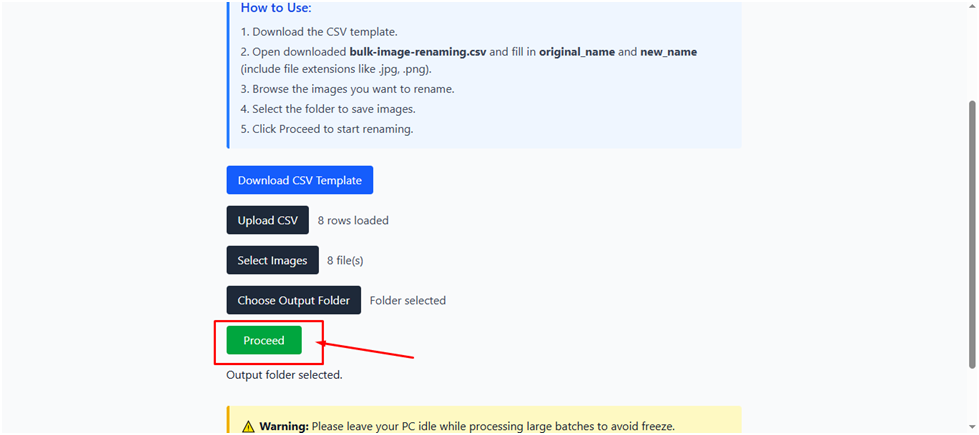 How to Use:
1. Download the CSV template.
2. Open downloaded bulk-image-renaming.csv and fill in original_name and new_name
(include file extensions like .jpg, .png).
3. Browse the images you want to rename.
4. Select the folder to save images.
5. Click Proceed to start renaming.
Download CSV Template
Upload CSV 8 rows loaded
Select Images 8 file(s)
Choose Output Folder Folder selected
Proceed
Output folder selected.
⚠ Warning: Please leave your PC idle while processing large batches to avoid freeze.